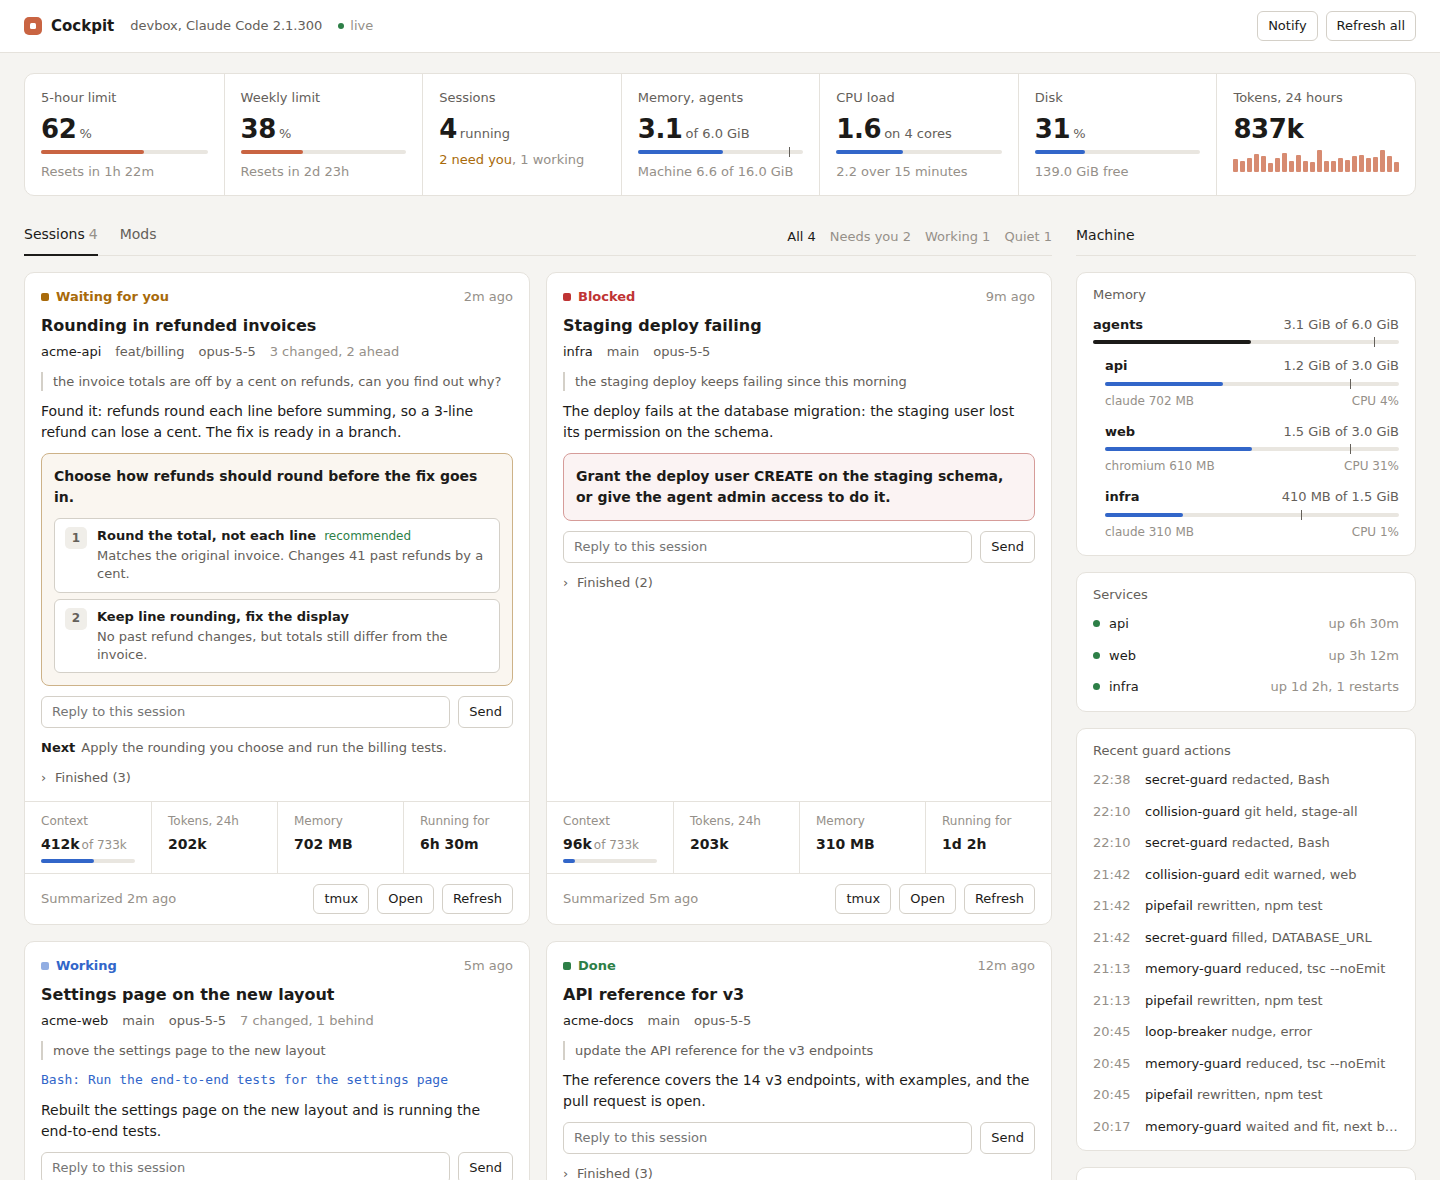 Cockpit devbox, Claude Code 2.1.300 live Notify Refresh all
5-hour limit
62 %
Resets in 1h 22m
Weekly limit
38 %
Resets in 2d 23h
Sessions
4 running
2 need you, 1 working
Memory, agents
3.1 of 6.0 GiB
Machine 6.6 of 16.0 GiB
CPU load
1.6 on 4 cores
2.2 over 15 minutes
Disk
31 %
139.0 GiB free
Tokens, 24 hours
837k
Sessions 4 Mods
All 4 Needs you 2 Working 1 Quiet 1
Waiting for you 2m ago
Rounding in refunded invoices
acme-api feat/billing opus-5-5 3 changed, 2 ahead
the invoice totals are off by a cent on refunds, can you find out why?
Found it: refunds round each line before summing, so a 3-line
refund can lose a cent. The fix is ready in a branch.
Choose how refunds should round before the fix goes
in.
1 Round the total, not each line recommended
Matches the original invoice. Changes 41 past refunds by a
cent.
2 Keep line rounding, fix the display
No past refund changes, but totals still differ from the
invoice.
Reply to this session Send
Next Apply the rounding you choose and run the billing tests.
› Finished (3)
Context
412k of 733k
Tokens, 24h
202k
Memory
702 MB
Running for
6h 30m
Summarized 2m ago tmux Open Refresh
Blocked 9m ago
Staging deploy failing
infra main opus-5-5
the staging deploy keeps failing since this morning
The deploy fails at the database migration: the staging user lost
its permission on the schema.
Grant the deploy user CREATE on the staging schema,
or give the agent admin access to do it.
Reply to this session Send
› Finished (2)
Context
96k of 733k
Tokens, 24h
203k
Memory
310 MB
Running for
1d 2h
Summarized 5m ago tmux Open Refresh
Working 5m ago
Settings page on the new layout
acme-web main opus-5-5 7 changed, 1 behind
move the settings page to the new layout
Bash: Run the end-to-end tests for the settings page
Rebuilt the settings page on the new layout and is running the
end-to-end tests.
Reply to this session Send
Done 12m ago
API reference for v3
acme-docs main opus-5-5
update the API reference for the v3 endpoints
The reference covers the 14 v3 endpoints, with examples, and the
pull request is open.
Reply to this session Send
› Finished (3)
Machine
Memory
agents 3.1 GiB of 6.0 GiB
api 1.2 GiB of 3.0 GiB
claude 702 MB CPU 4%
web 1.5 GiB of 3.0 GiB
chromium 610 MB CPU 31%
infra 410 MB of 1.5 GiB
claude 310 MB CPU 1%
Services
api up 6h 30m
web up 3h 12m
infra up 1d 2h, 1 restarts
Recent guard actions
22:38 secret-guard redacted, Bash
22:10 collision-guard git held, stage-all
22:10 secret-guard redacted, Bash
21:42 collision-guard edit warned, web
21:42 pipefail rewritten, npm test
21:42 secret-guard filled, DATABASE_URL
21:13 memory-guard reduced, tsc --noEmit
21:13 pipefail rewritten, npm test
20:45 loop-breaker nudge, error
20:45 memory-guard reduced, tsc --noEmit
20:45 pipefail rewritten, npm test
20:17 memory-guard waited and fit, next b…